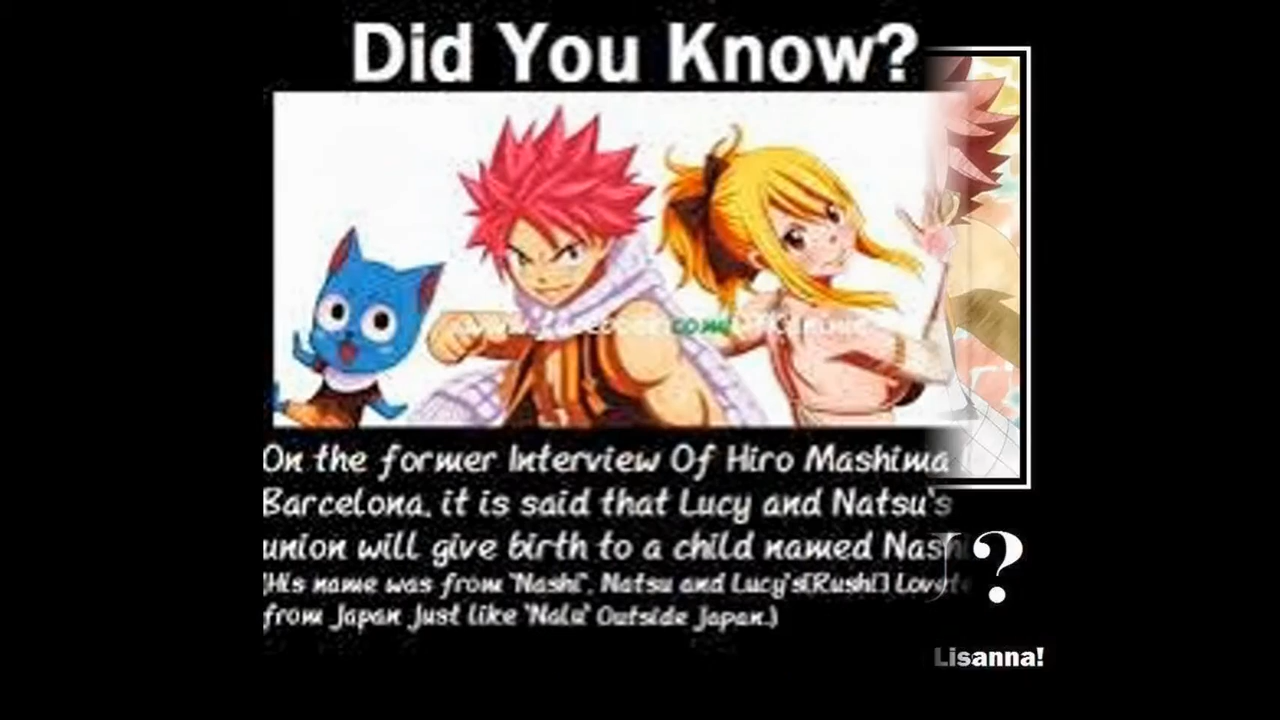 Did You Know?
On the former Interview Of Hiro Mashima
Barcelona, it is said that Lucy and Natsu's
union will give birth to a child named Nash
(His name was from "Nashi", Natsu and Lucy's[Rushi]
from Japan Just like "Nalu" Outside Japan.)
?
Lisanna!